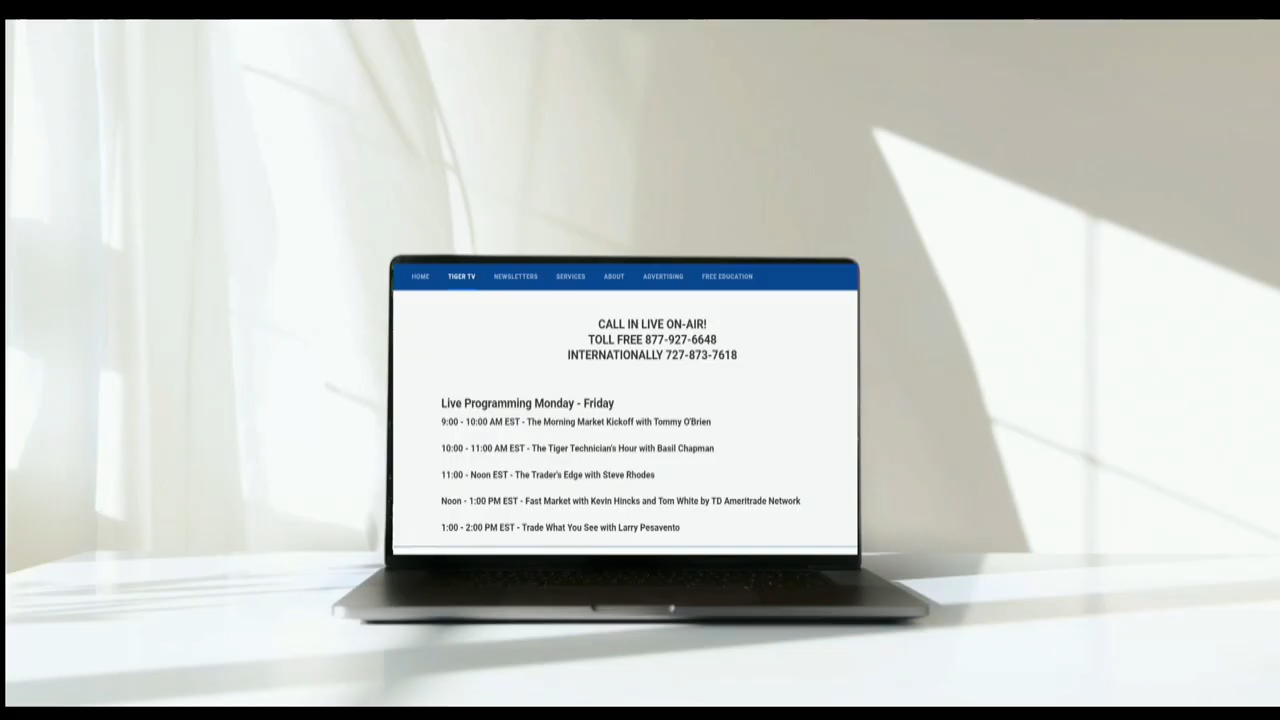 HOME TIGER TV NEWSLETTERS SERVICES ABOUT ADVERTISING FREE EDUCATION
CALL IN LIVE ON-AIR!
TOLL FREE 877-927-6648
INTERNATIONALLY 727-873-7618
Live Programming Monday - Friday
9:00 - 10:00 AM EST - The Morning Market Kickoff with Tommy O'Brien
10:00 - 11:00 AM EST - The Tiger Technician's Hour with Basil Chapman
11:00 - Noon EST - The Trader's Edge with Steve Rhodes
Noon - 1:00 PM EST - Fast Market with Kevin Hincks and Tom White by TD Ameritrade Network
1:00 - 2:00 PM EST - Trade What You See with Larry Pesavento